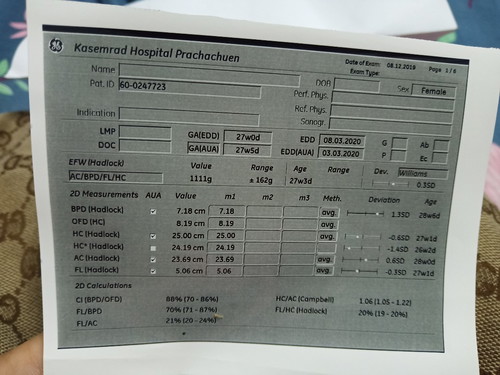 GE Kasemrad Hospital Prachachuen Date of Exam: 08.12.2019 Page 1 / 6
Exam Type:
Name DOB Sex Female
Pat. ID 60-0247723 Perf. Phys.
Ref. Phys.
Indication Sonogr.
LMP GA(EDD) 27w0d EDD 08.03.2020 G Ab
DOC GA(AUA) 27w5d EDD(AUA) 03.03.2020 P Ec
EFW (Hadlock) Value Range Age Range Dev. Williams
AC/BPD/FL/HC 1111g ± 162g 27w3d 0.3SD
2D Measurements AUA Value m1 m2 m3 Meth. Deviation Age
BPD (Hadlock) 7.18 cm 7.18 avg. 1.3SD 28w6d
OFD (HC) 8.19 cm 8.19 avg.
HC (Hadlock) 25.00 cm 25.00 avg. -0.6SD 27w1d
HC* (Hadlock) 24.19 cm 24.19 -1.4SD 26w2d
AC (Hadlock) 23.69 cm 23.69 avg. 0.6SD 28w0d
FL (Hadlock) 5.06 cm 5.06 avg. -0.3SD 27w1d
2D Calculations
CI (BPD/OFD) 88% (70 - 86%) HC/AC (Campbell) 1.06 (1.05 - 1.22)
FL/BPD 70% (71 - 87%) FL/HC (Hadlock) 20% (19 - 20%)
FL/AC 21% (20 - 24%)